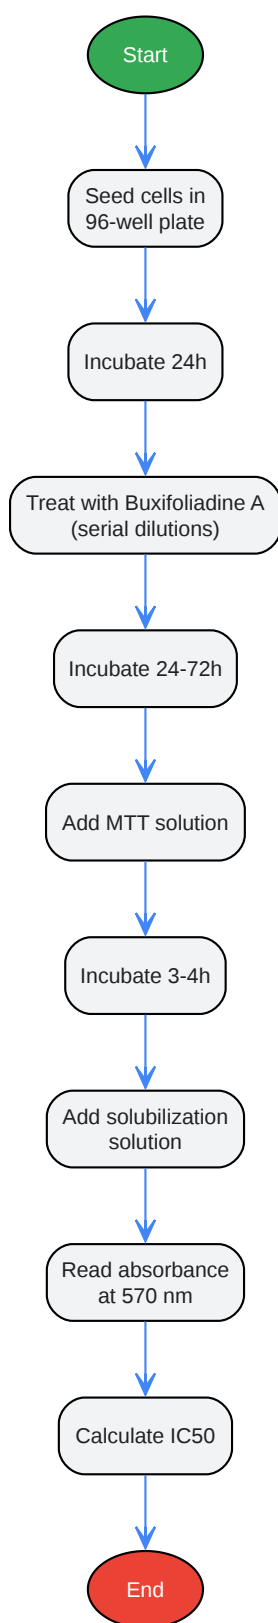 Start
Seed cells in
96-well plate
Incubate 24h
Treat with Buxifoliadine A
(serial dilutions)
Incubate 24-72h
Add MTT solution
Incubate 3-4h
Add solubilization
solution
Read absorbance
at 570 nm
Calculate IC50
End